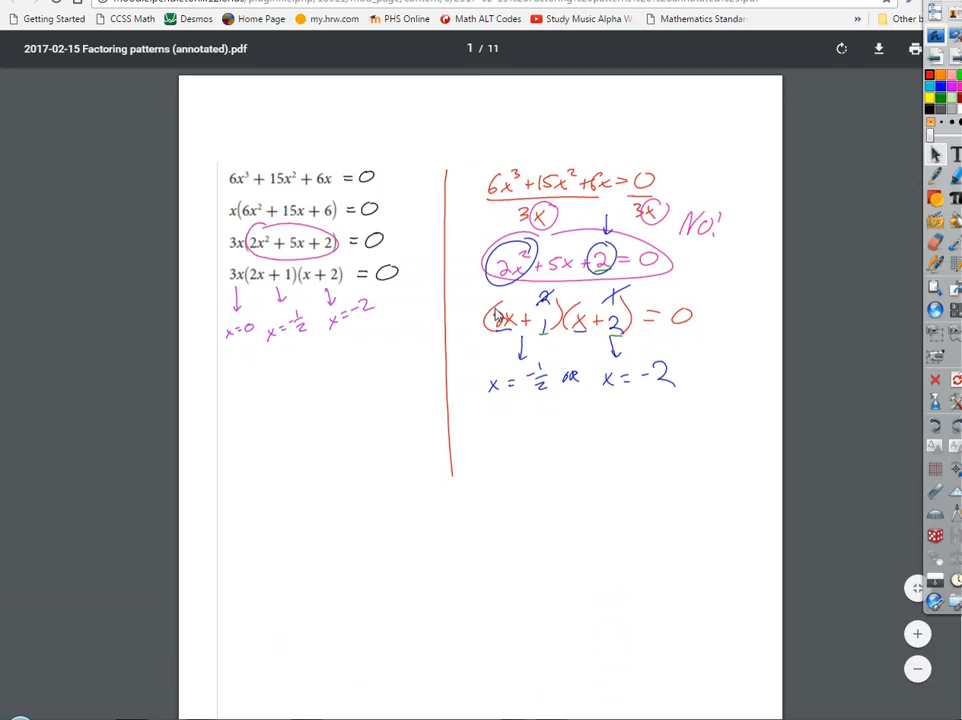 Getting Started CCSS Math Desmos Home Page my.hrw.com PHS Online Math ALT Codes Study Music Alpha W Mathematics Standar » Other b
2017-02-15 Factoring patterns (annotated).pdf 1 / 11
6x³ + 15x² + 6x = 0
x(6x² + 15x + 6) = 0
3x(2x² + 5x + 2) = 0
3x(2x + 1)(x + 2) = 0
x=0 x=-1/2 x=-2
6x³+15x²+6x=0
3x 3x
No!
2x²+5x+2=0
2 1
( x+1)(x+2) = 0
x = -1/2 or x = -2